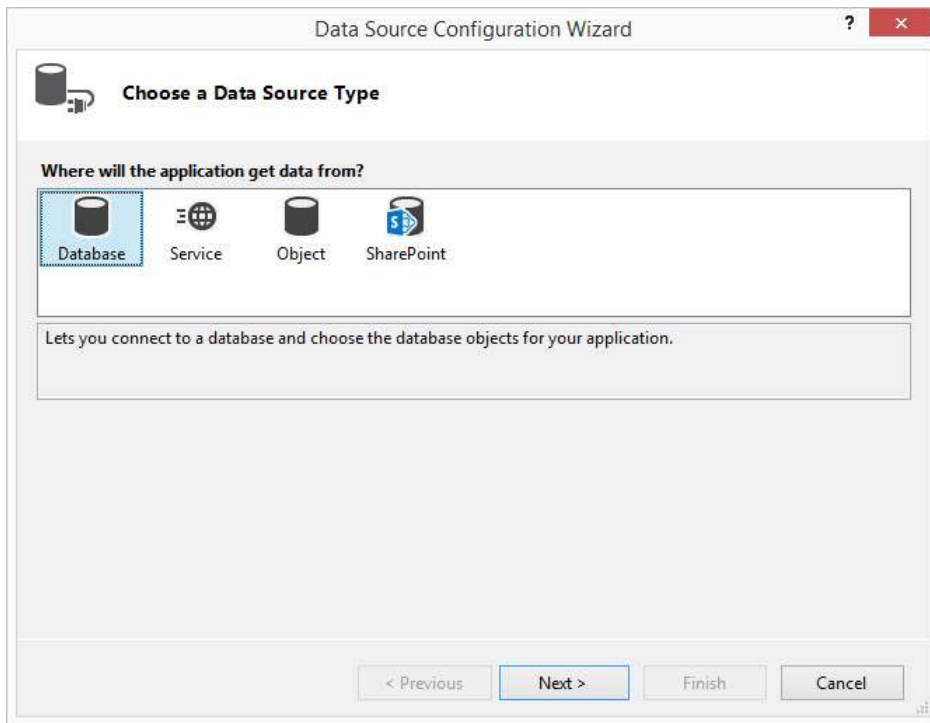 Data Source Configuration Wizard ?
Choose a Data Source Type
Where will the application get data from?
Database Service Object SharePoint
Lets you connect to a database and choose the database objects for your application.
< Previous Next > Finish Cancel